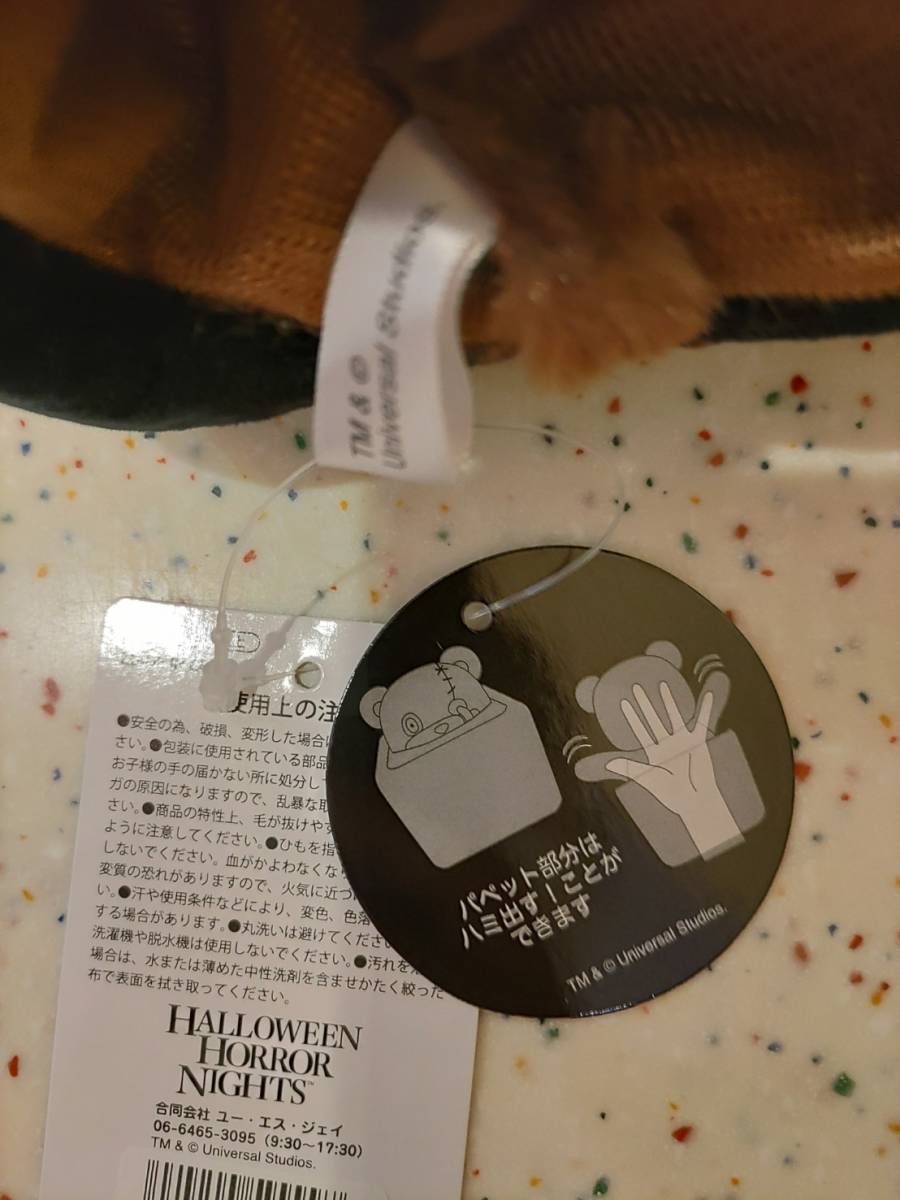 TM & ©
Universal Studios.
使用上の注
●安全の為、破損、変形した場合
さい。●包装に使用されている部品
お子様の手の届かない所に処分し
ガの原因になりますので、乱暴な取
さい。●商品の特性上、毛が抜けやす
ように注意してください。●ひもを指
しないでください。血がかよわなくな
変質の恐れがありますので、火気に近づ
い。●汗や使用条件などにより、変色、色落
する場合があります。●丸洗いは避けてくださ
洗濯機や脱水機は使用しないでください。●汚れを
場合は、水または薄めた中性洗剤を含ませかたく絞った
布で表面を拭き取ってください。
HALLOWEEN
HORROR
NIGHTS™
合同会社 ユー・エス・ジェイ
06-6465-3095（9:30～17:30）
TM & © Universal Studios.
パペット部分は
ハミ出す！ことが
できます
TM & © Universal Studios.